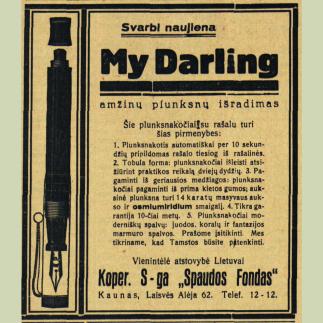 Svarbi naujiena
My Darling
amžinų plunksnų išradimas
Šie plunksnakočiai su rašalu turi
šias pirmenybes:
1. Plunksnakotis automatiškai per 10 sekun-
džių pripildomas rašalo tiesiog iš rašalinės.
2. Tobula forma: plunksnakočiai išleisti atsi-
žiūrint praktikos reikalą dviejų dydžių. 3. Pa-
gaminti iš geriausios medžiagos: plunksna-
kočiai pagaminti iš prima kietos gumos; auk-
sinė plunksna turi 14 karatų masyvaus auk-
so ir osmiumiridium smaigalį. 4. Tikra ga-
rantija 10-čiai metų. 5. Plunksnakočiai mo-
derniškų spalvų: juodos, koralų ir fantazijos
marmuro spalvos. Prašome įsitikinti. Mes
tikriname, kad Tamstos būsite patenkinti.
Vienintėlė atstovybė Lietuvai
Koper. S-ga „Spaudos Fondas"
Kaunas, Laisvės Alėja 62. Telef. 12-12.